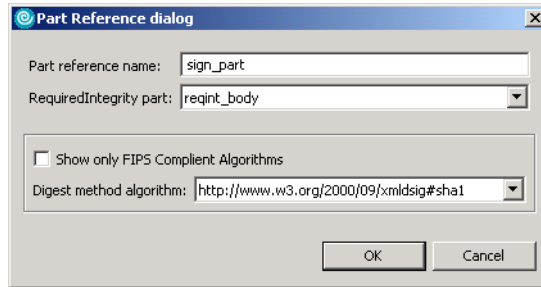 Part Reference dialog
Part reference name: sign_part
RequiredIntegrity part: reqint_body
Show only FIPS Complient Algorithms
Digest method algorithm: http://www.w3.org/2000/09/xmldsig#sha1
OK Cancel